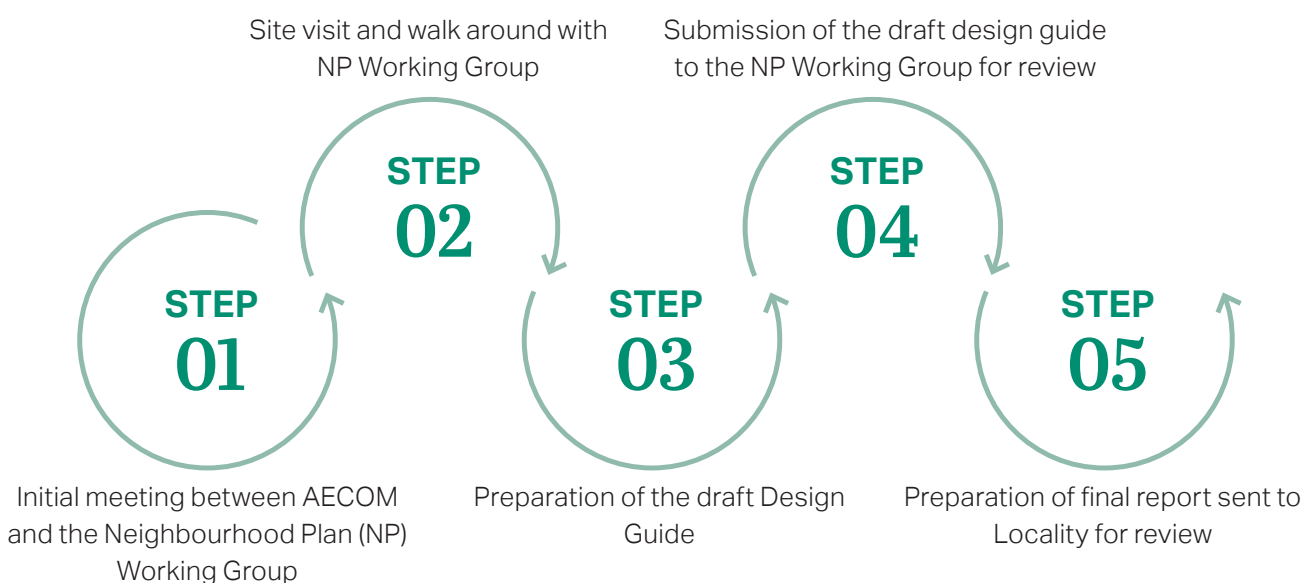 Site visit and walk around with
NP Working Group
Submission of the draft design guide
to the NP Working Group for review
STEP
02
STEP
04
STEP
01
STEP
03
STEP
05
Initial meeting between AECOM
and the Neighbourhood Plan (NP)
Working Group
Preparation of the draft Design
Guide
Preparation of final report sent to
Locality for review